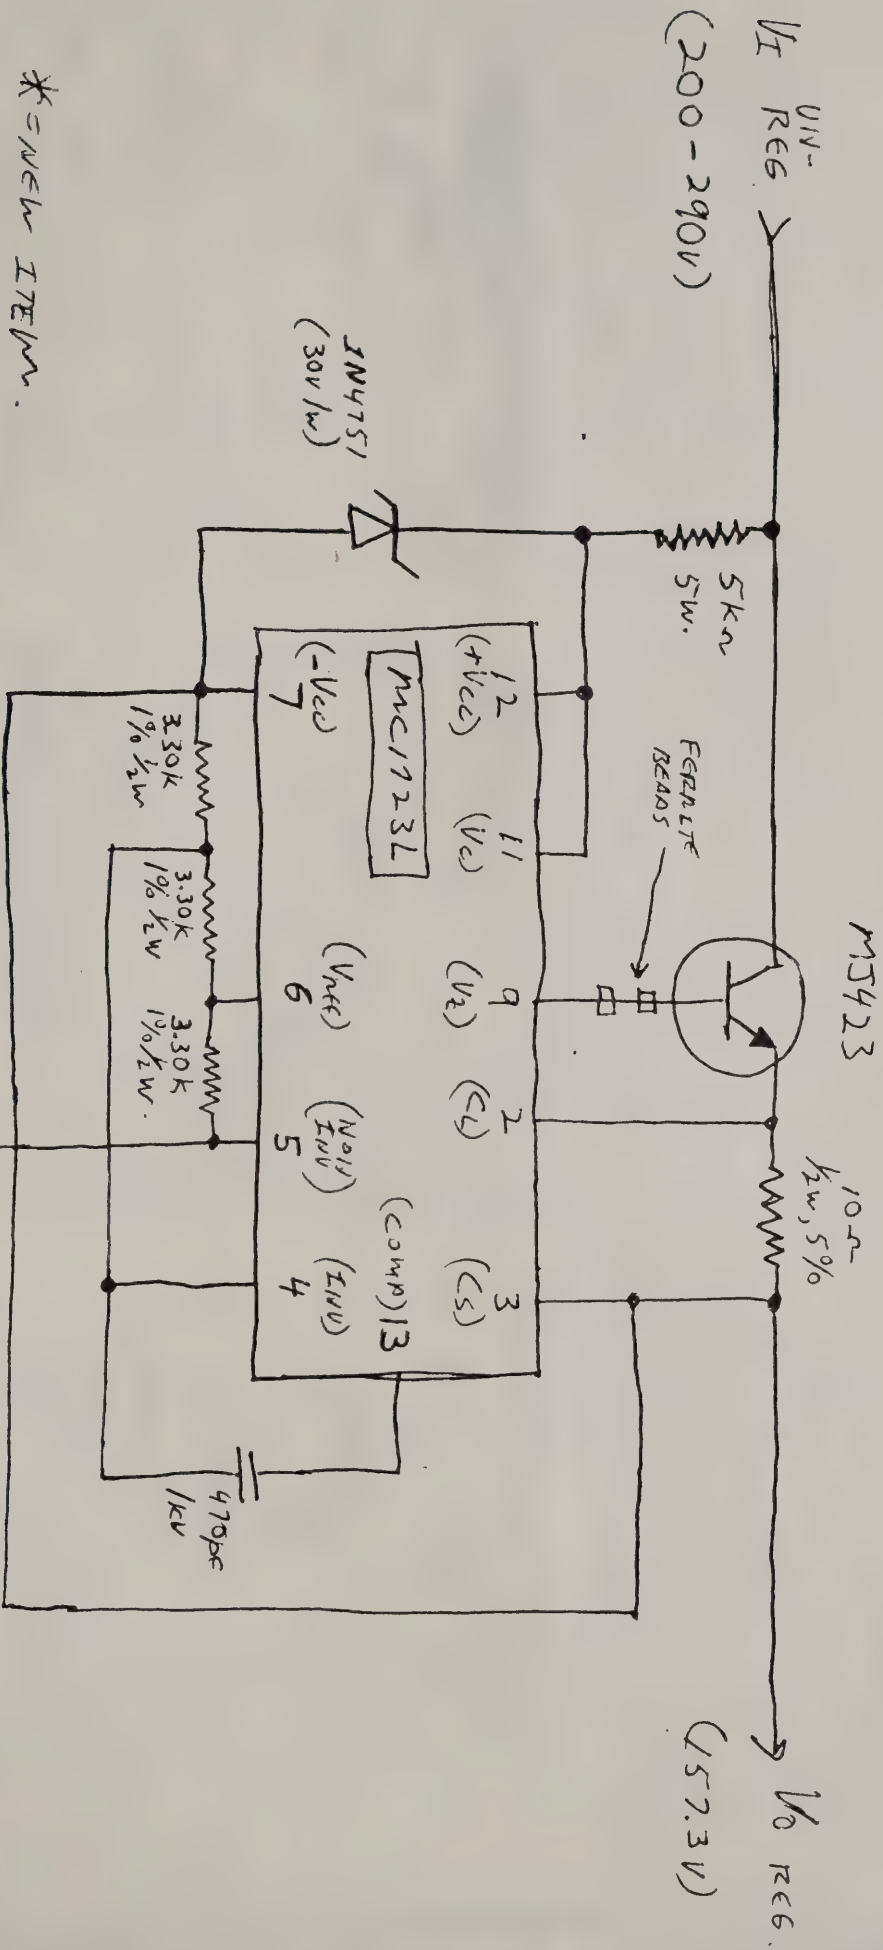 VI UN-
REG
(200-290V)
MJ423
10Ω
½W, 5%
V0 REG.
(157.3V)
5KΩ
5W.
FERRITE
BEADS
1N4751
(30V 1W)
12
(+Vcc)
11
(Vc)
9
(Vz)
2
(CL)
3
(CS)
MC1723L
(COMP) 13
(-Vcc)
7
(Vref)
6
(NON
INV)
5
(INV)
4
3.30K
1% ½W
3.30K
1% ½W
3.30K
1% ½W.
470pF
1KV
*=NEW ITEM.